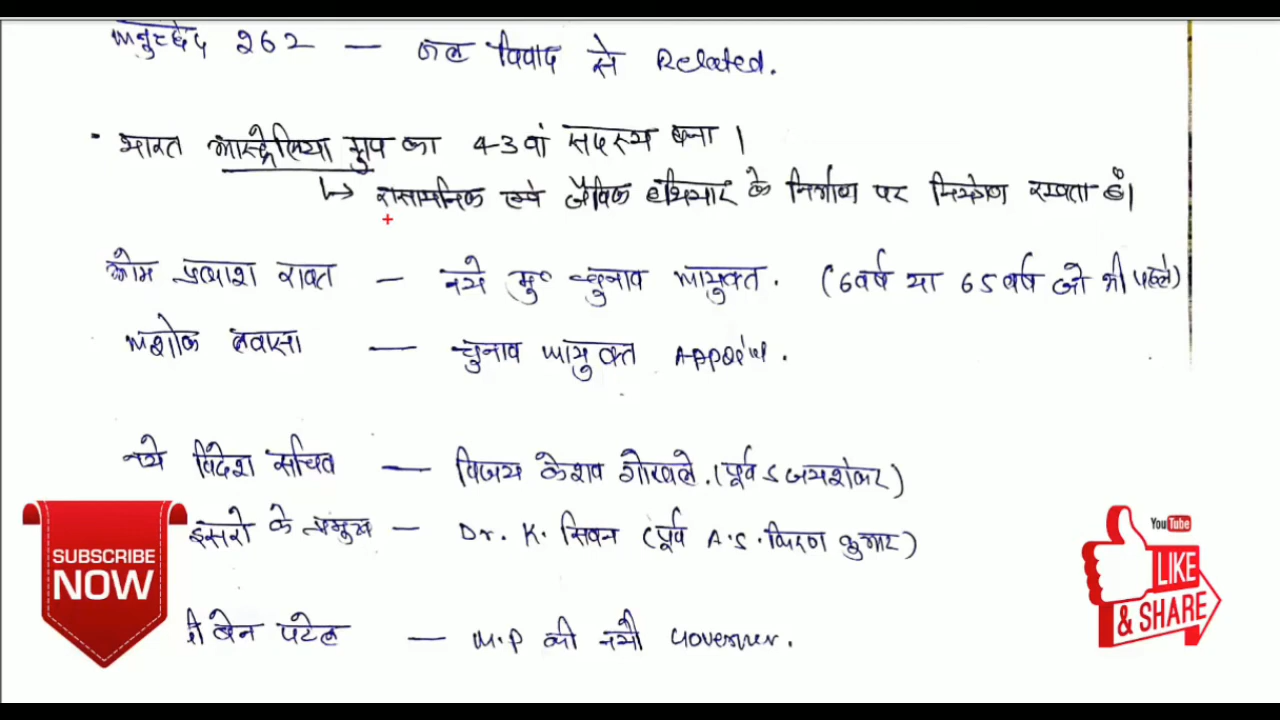 अनुच्छेद 262 — जल विवाद से Related.
• भारत आस्ट्रेलिया ग्रुप का 43वां सदस्य बना।
↳ रासायनिक एवं जैविक हथियार के निर्माण पर नियंत्रण रखता है।
ओम प्रकाश रावत — नये मु० चुनाव आयुक्त. (6वर्ष या 65वर्ष जो भी पहले)
अशोक लवासा — चुनाव आयुक्त
नये विदेश सचिव — विजय केशव गोखले. (पूर्व S जयशंकर)
इसरो के प्रमुख — Dr. K. सिवन (पूर्व A.S. किरण कुमार)
बेन पटेल — M.P की नयी Governer.
SUBSCRIBE
NOW
YouTube
LIKE
& SHARE